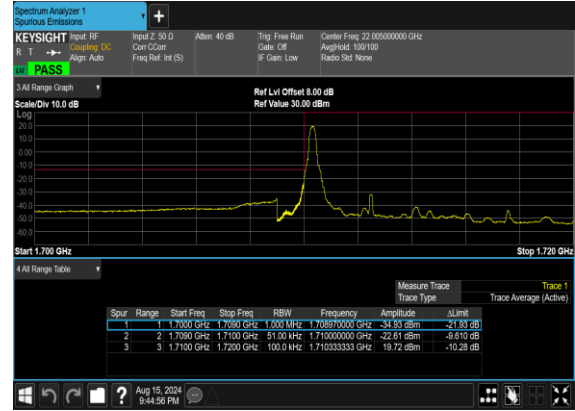 Spectrum Analyzer 1
Spurious Emissions
KEYSIGHT Input: RF Input Z: 50 Ω Atten: 40 dB Trig: Free Run Center Freq: 22.005000000 GHz
R T Coupling: DC Corr CCorr Gate: Off Avg|Hold: 100/100
Align: Auto Freq Ref: Int (S) IF Gain: Low Radio Std: None
PASS
3 All Range Graph
Ref Lvl Offset 8.00 dB
Scale/Div 10.0 dB Ref Value 30.00 dBm
Log
20.0
10.0
0.00
-10.0
-20.0
-30.0
-40.0
-50.0
-60.0
Start 1.700 GHz Stop 1.720 GHz
4 All Range Table
Measure Trace Trace 1
Trace Type Trace Average (Active)
Spur Range Start Freq Stop Freq RBW Frequency Amplitude ΔLimit
1 1 1.7000 GHz 1.7090 GHz 1.000 MHz 1.708970000 GHz -34.93 dBm -21.93 dB
2 2 1.7090 GHz 1.7100 GHz 51.00 kHz 1.710000000 GHz -22.61 dBm -9.610 dB
3 3 1.7100 GHz 1.7200 GHz 100.0 kHz 1.710333333 GHz 19.72 dBm -10.28 dB
? Aug 15, 2024
9:44:56 PM